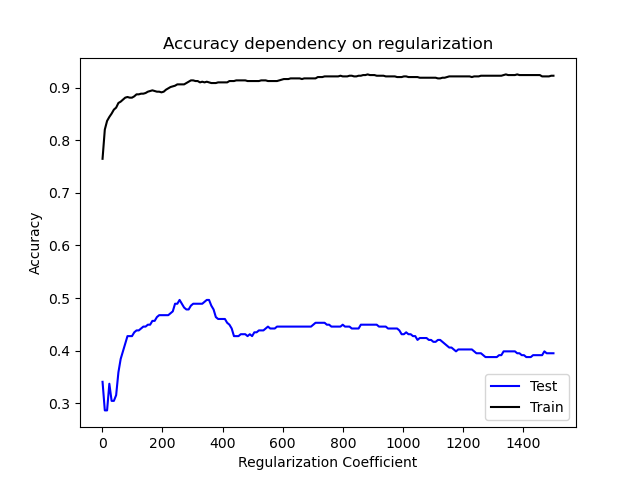 Accuracy dependency on regularization
0.9
0.8
0.7
0.6
0.5
0.4
0.3
Accuracy
0 200 400 600 800 1000 1200 1400
Regularization Coefficient
Test
Train